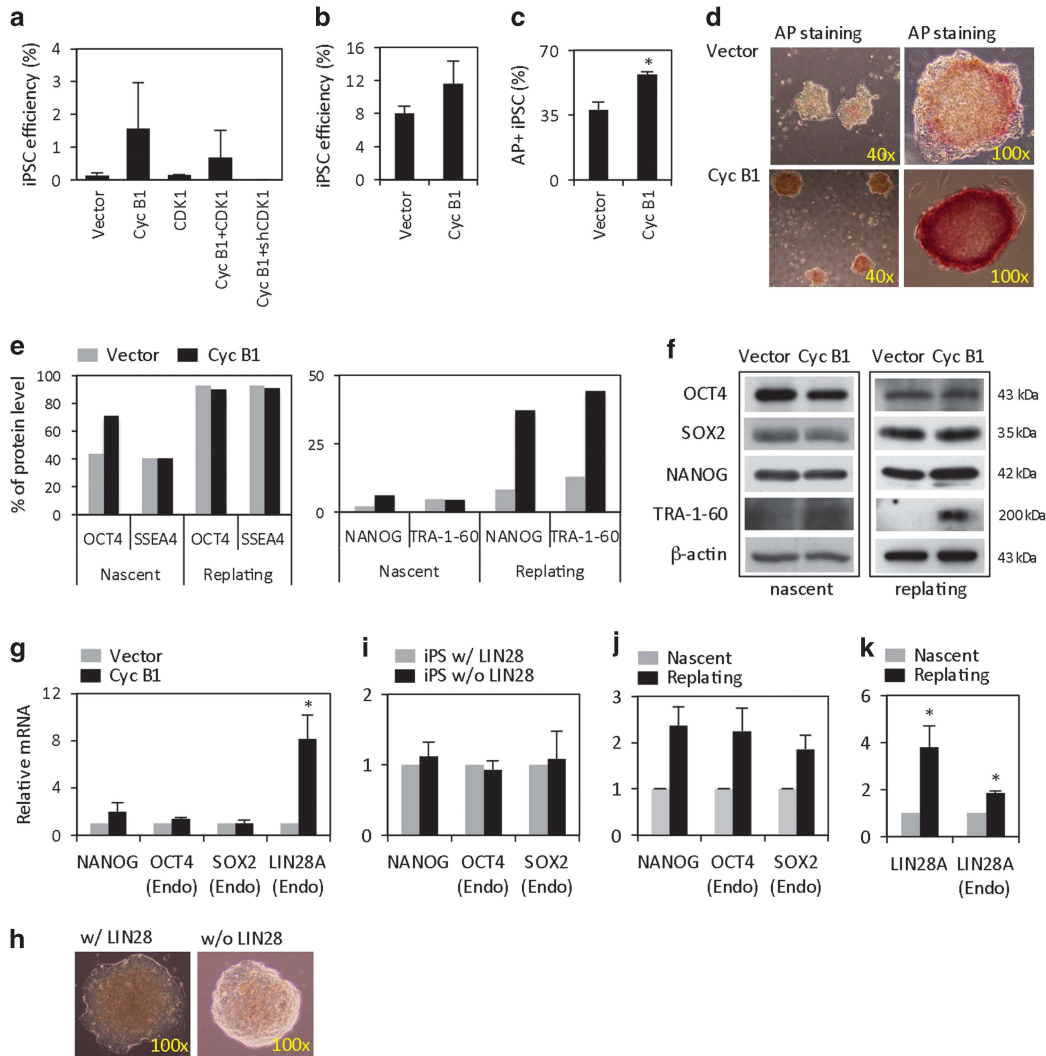 a
iPSC efficiency (%)
4
3
2
1
0
Vector
Cyc B1
CDK1
Cyc B1+CDK1
Cyc B1+shCDK1
b
iPSC efficiency (%)
16
12
8
4
0
Vector
Cyc B1
c
AP+ iPSC (%)
70
35
0
*
Vector
Cyc B1
d
AP staining AP staining
Vector
40x 100x
Cyc B1
40x 100x
e
Vector Cyc B1
% of protein level
100
80
60
40
20
0
OCT4 SSEA4 OCT4 SSEA4
Nascent Replating
50
25
0
NANOG TRA-1-60 NANOG TRA-1-60
Nascent Replating
f
Vector Cyc B1 Vector Cyc B1
OCT4 43 kDa
SOX2 35 kDa
NANOG 42 kDa
TRA-1-60 200 kDa
β-actin 43 kDa
nascent replating
g
Vector
Cyc B1
Relative mRNA
12
8
4
0
*
NANOG OCT4 (Endo) SOX2 (Endo) LIN28A (Endo)
i
iPS w/ LIN28
iPS w/o LIN28
2
1
0
NANOG OCT4 (Endo) SOX2 (Endo)
j
Nascent
Replating
3
2
1
0
NANOG OCT4 (Endo) SOX2 (Endo)
k
Nascent
Replating
6
4
2
0
* *
LIN28A LIN28A (Endo)
h
w/ LIN28 w/o LIN28
100x 100x